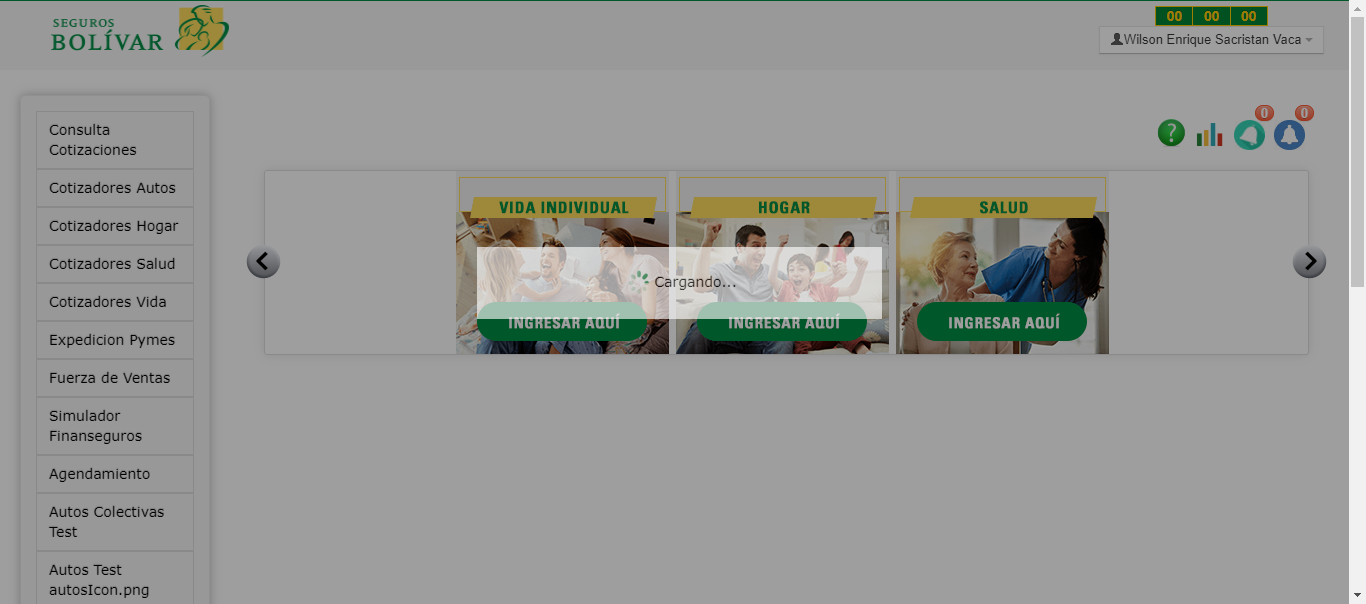 SEGUROS
BOLÍVAR
00 00 00
Wilson Enrique Sacristan Vaca
Consulta
Cotizaciones
Cotizadores Autos
Cotizadores Hogar
Cotizadores Salud
Cotizadores Vida
Expedicion Pymes
Fuerza de Ventas
Simulador
Finanseguros
Agendamiento
Autos Colectivas
Test
Autos Test
autosIcon.png
?
0
0
VIDA INDIVIDUAL
HOGAR
SALUD
Cargando...
INGRESAR AQUÍ
INGRESAR AQUÍ
INGRESAR AQUÍ